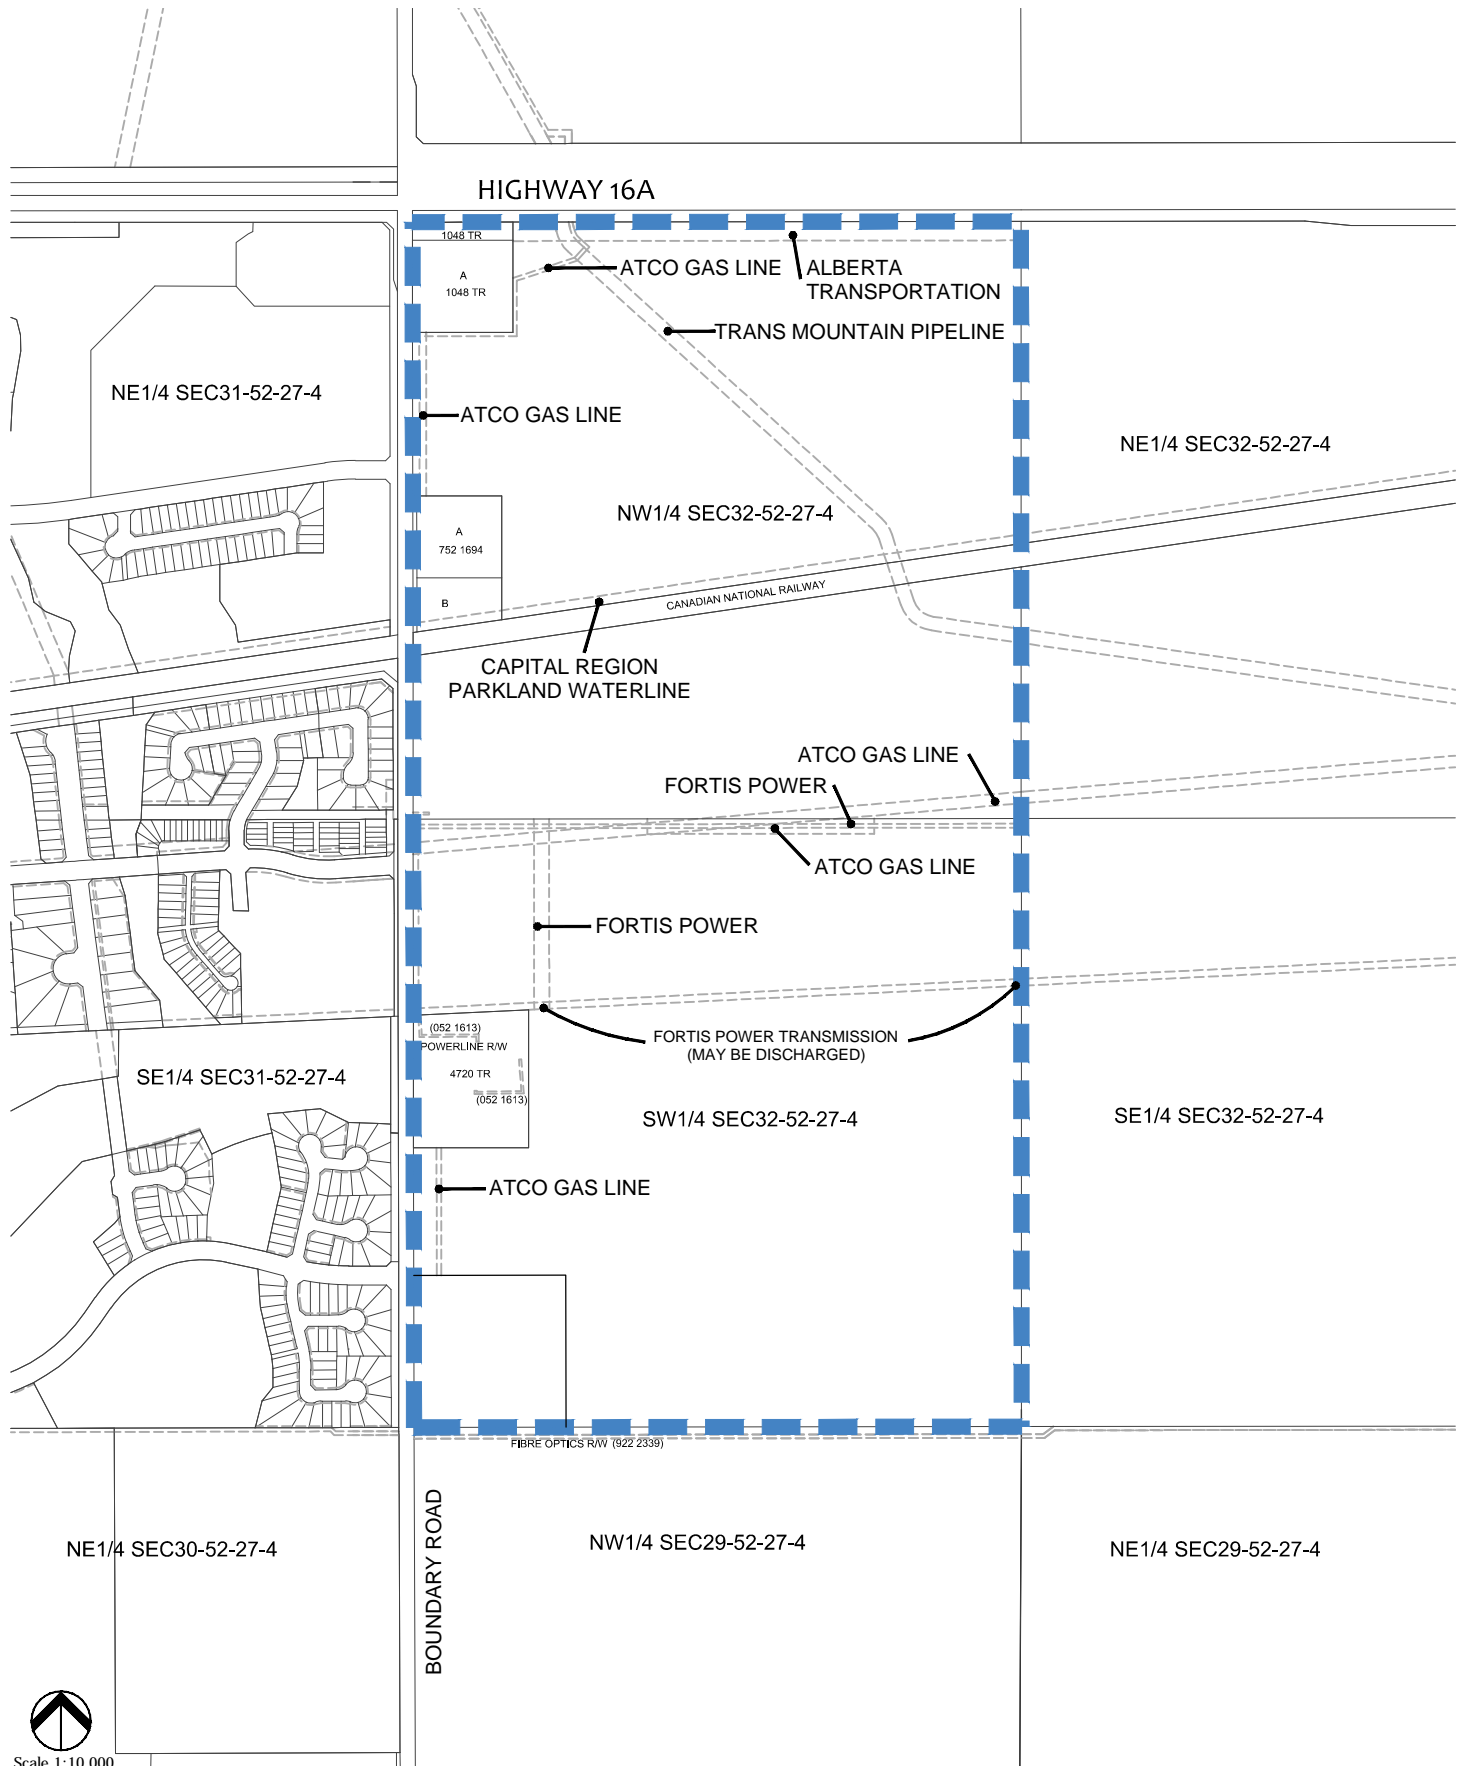 HIGHWAY 16A
1048 TR
A
1048 TR
ATCO GAS LINE
ALBERTA
TRANSPORTATION
TRANS MOUNTAIN PIPELINE
NE1/4 SEC31-52-27-4
ATCO GAS LINE
NE1/4 SEC32-52-27-4
NW1/4 SEC32-52-27-4
A
752 1694
B
CANADIAN NATIONAL RAILWAY
CAPITAL REGION
PARKLAND WATERLINE
ATCO GAS LINE
FORTIS POWER
ATCO GAS LINE
FORTIS POWER
(052 1613)
POWERLINE R/W
4720 TR
(052 1613)
FORTIS POWER TRANSMISSION
(MAY BE DISCHARGED)
SE1/4 SEC31-52-27-4
SW1/4 SEC32-52-27-4
SE1/4 SEC32-52-27-4
ATCO GAS LINE
FIBRE OPTICS R/W (922 2339)
BOUNDARY ROAD
NE1/4 SEC30-52-27-4
NW1/4 SEC29-52-27-4
NE1/4 SEC29-52-27-4
Scale 1:10 000